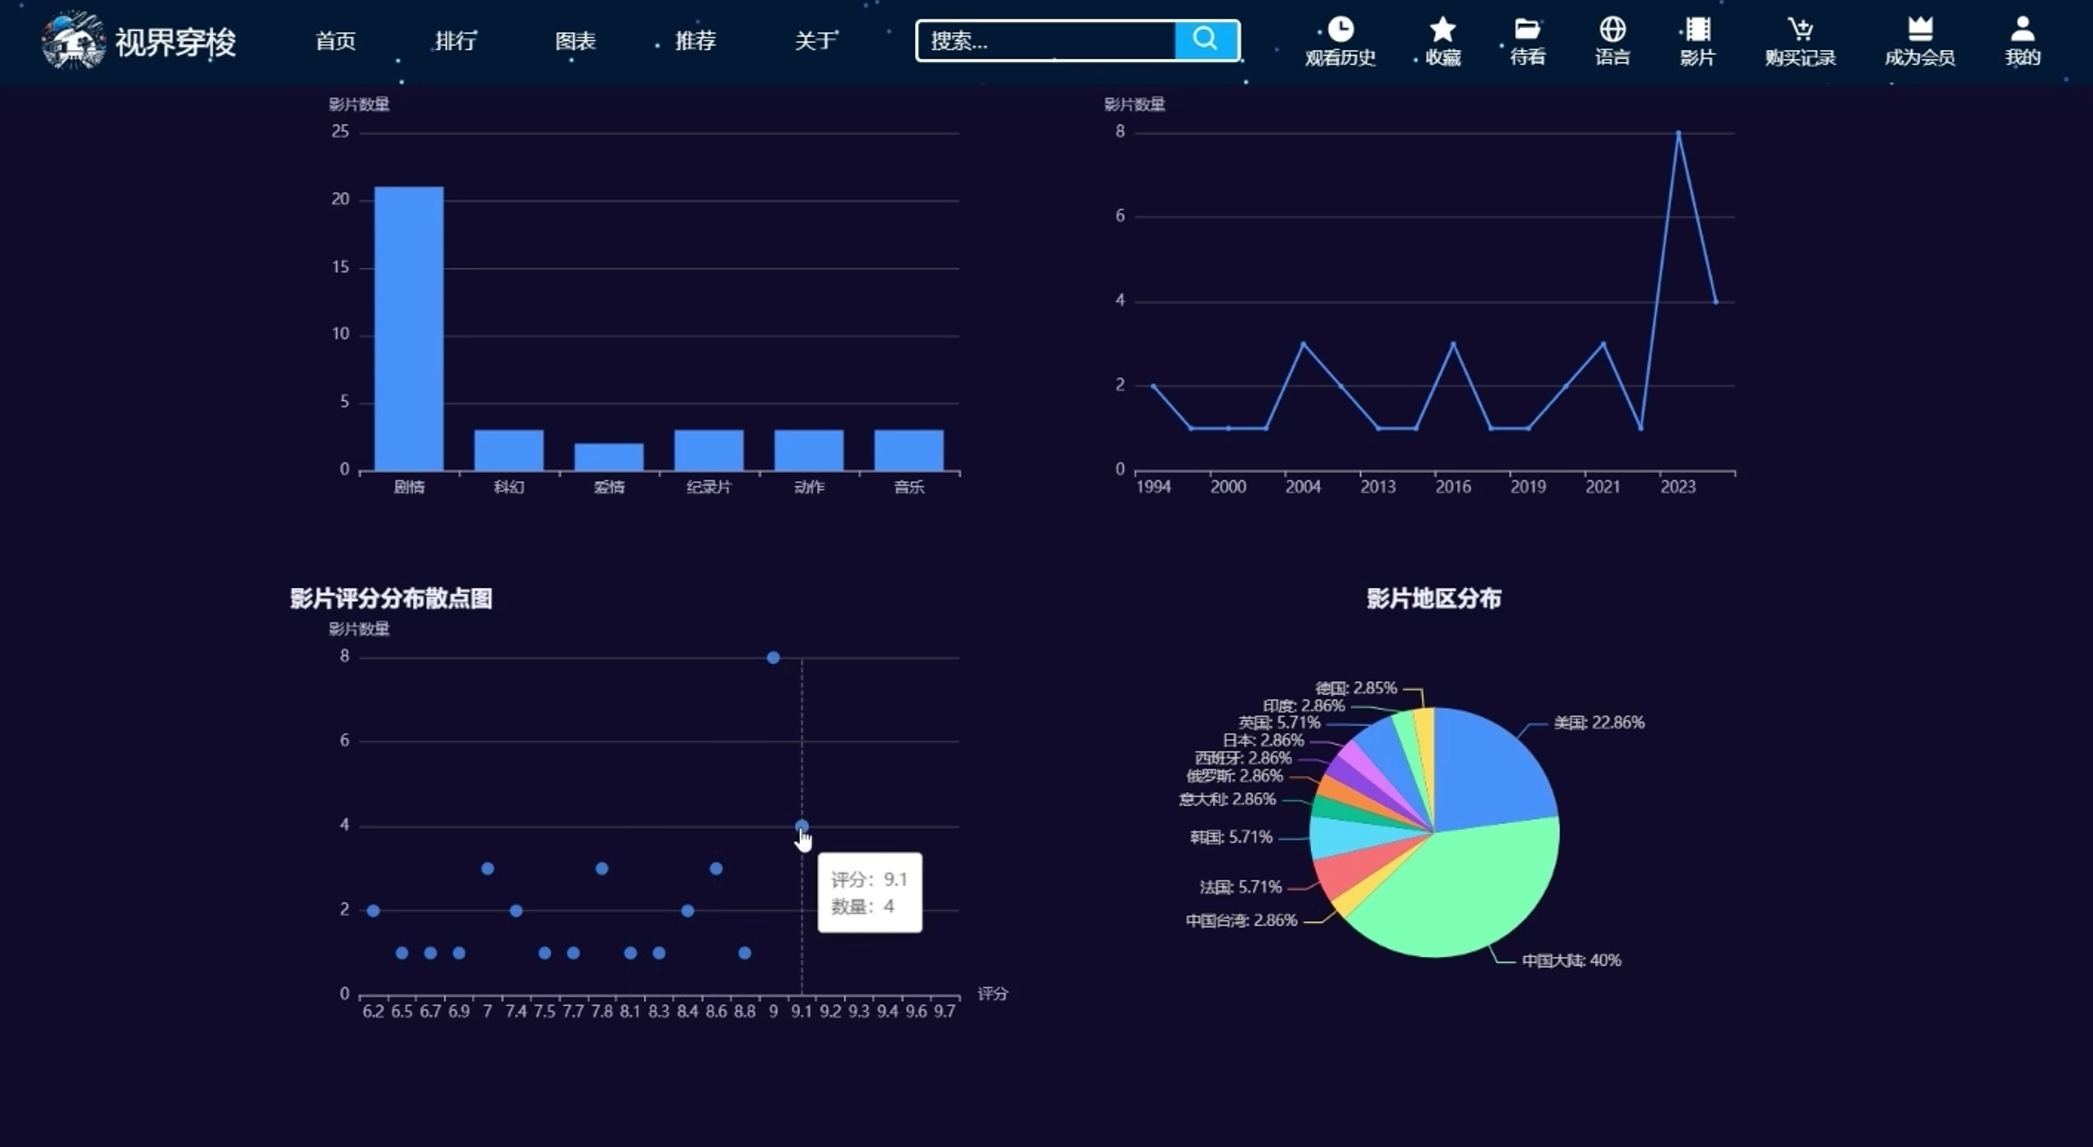 视界穿梭
首页
排行
图表
推荐
关于
搜索...
观看历史
收藏
待看
语言
影片
购买记录
成为会员
我的
影片数量
25
20
15
10
5
0
剧情
科幻
爱情
纪录片
动作
音乐
影片数量
8
6
4
2
0
1994
2000
2004
2013
2016
2019
2021
2023
影片评分分布散点图
影片数量
8
6
4
2
0
6.2
6.5
6.7
6.9
7
7.4
7.5
7.7
7.8
8.1
8.3
8.4
8.6
8.8
9
9.1
9.2
9.3
9.4
9.6
9.7
评分
评分：9.1
数量：4
影片地区分布
德国: 2.85%
印度: 2.86%
英国: 5.71%
日本: 2.86%
西班牙: 2.86%
俄罗斯: 2.86%
意大利: 2.86%
韩国: 5.71%
法国: 5.71%
中国台湾: 2.86%
美国: 22.86%
中国大陆: 40%